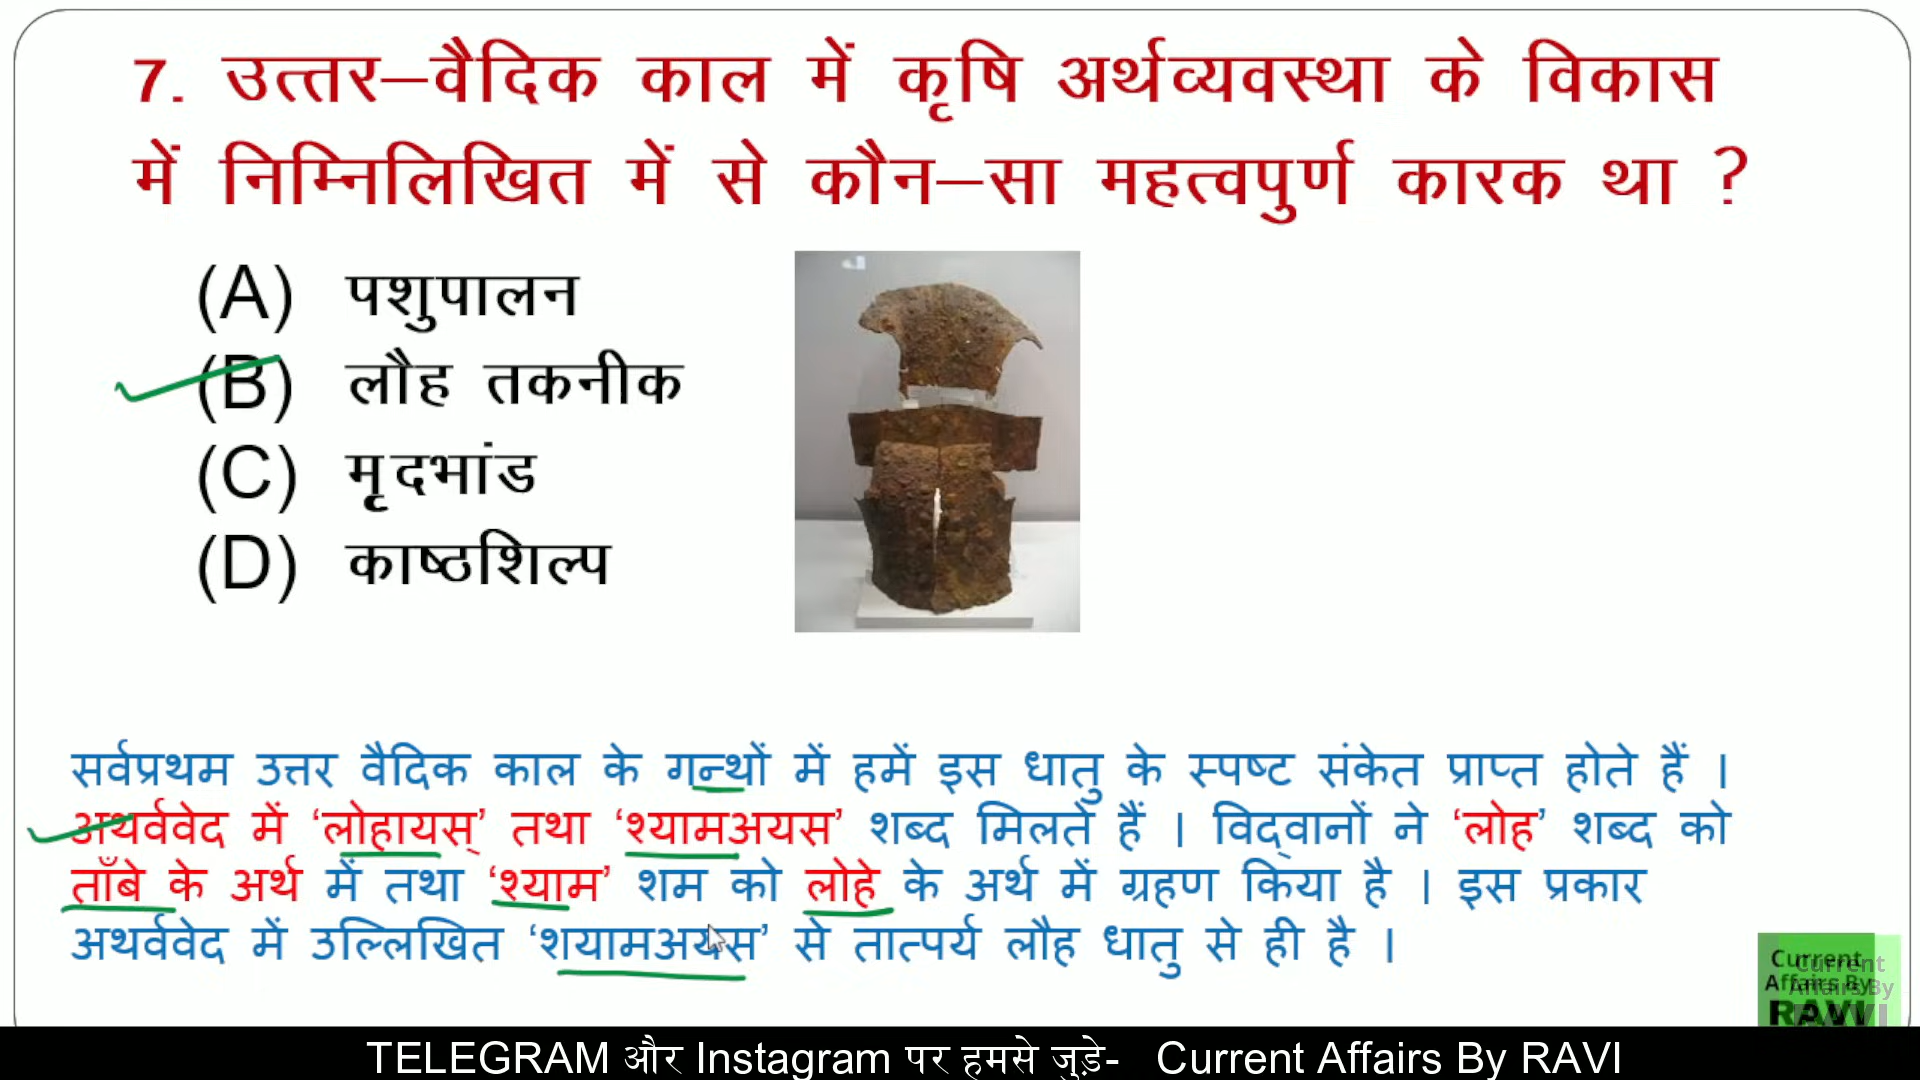 7. उत्तर–वैदिक काल में कृषि अर्थव्यवस्था के विकास
में निम्निलिखित में से कौन–सा महत्वपुर्ण कारक था ?
(A) पशुपालन
(B) लौह तकनीक
(C) मृदभांड
(D) काष्ठशिल्प
सर्वप्रथम उत्तर वैदिक काल के गन्थों में हमें इस धातु के स्पष्ट संकेत प्राप्त होते हैं ।
अथर्ववेद में ‘लोहायस्’ तथा ‘श्यामअयस’ शब्द मिलते हैं । विद्वानों ने ‘लोह’ शब्द को
ताँबे के अर्थ में तथा ‘श्याम’ शम को लोहे के अर्थ में ग्रहण किया है । इस प्रकार
अथर्ववेद में उल्लिखित ‘शयामअयस’ से तात्पर्य लौह धातु से ही है ।
Current
Affairs By
RAVI
TELEGRAM और Instagram पर हमसे जुड़े- Current Affairs By RAVI